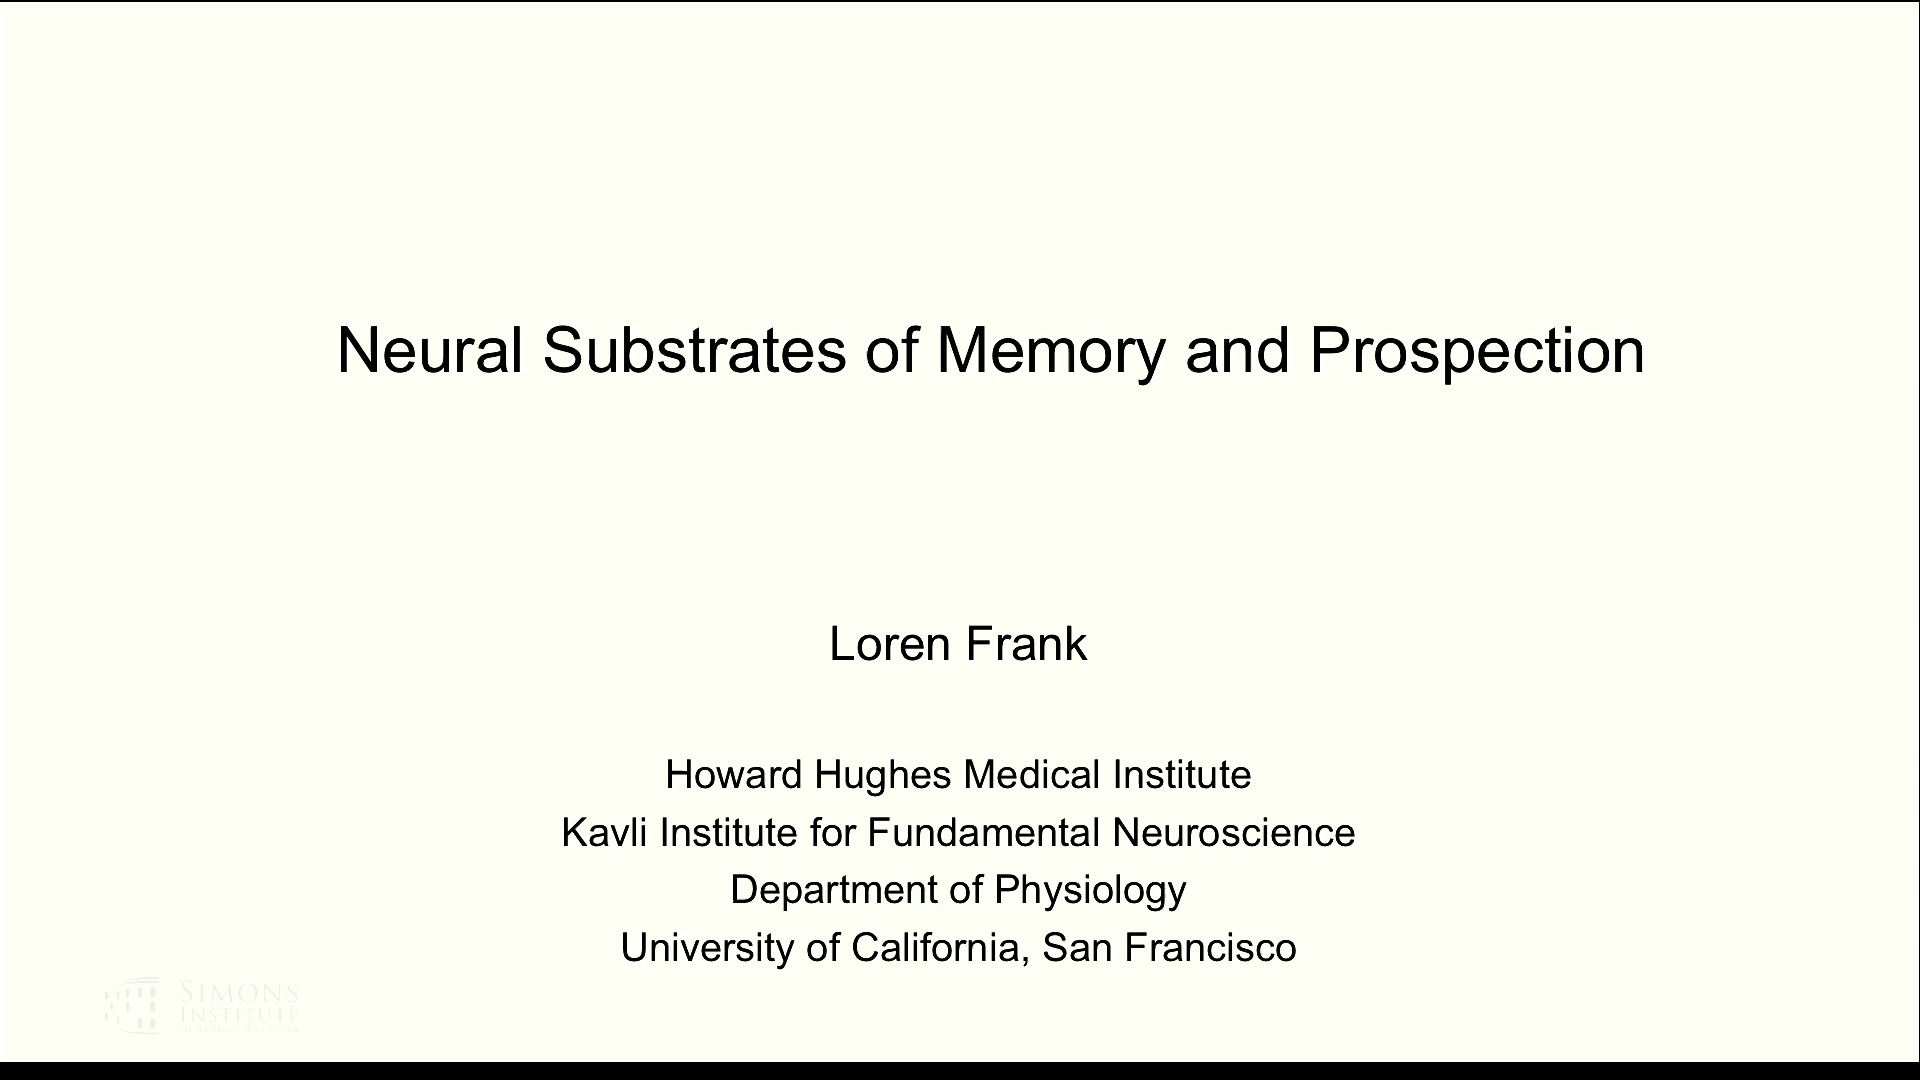 Neural Substrates of Memory and Prospection
Loren Frank
Howard Hughes Medical Institute
Kavli Institute for Fundamental Neuroscience
Department of Physiology
University of California, San Francisco
SIMONS
INSTITUTE